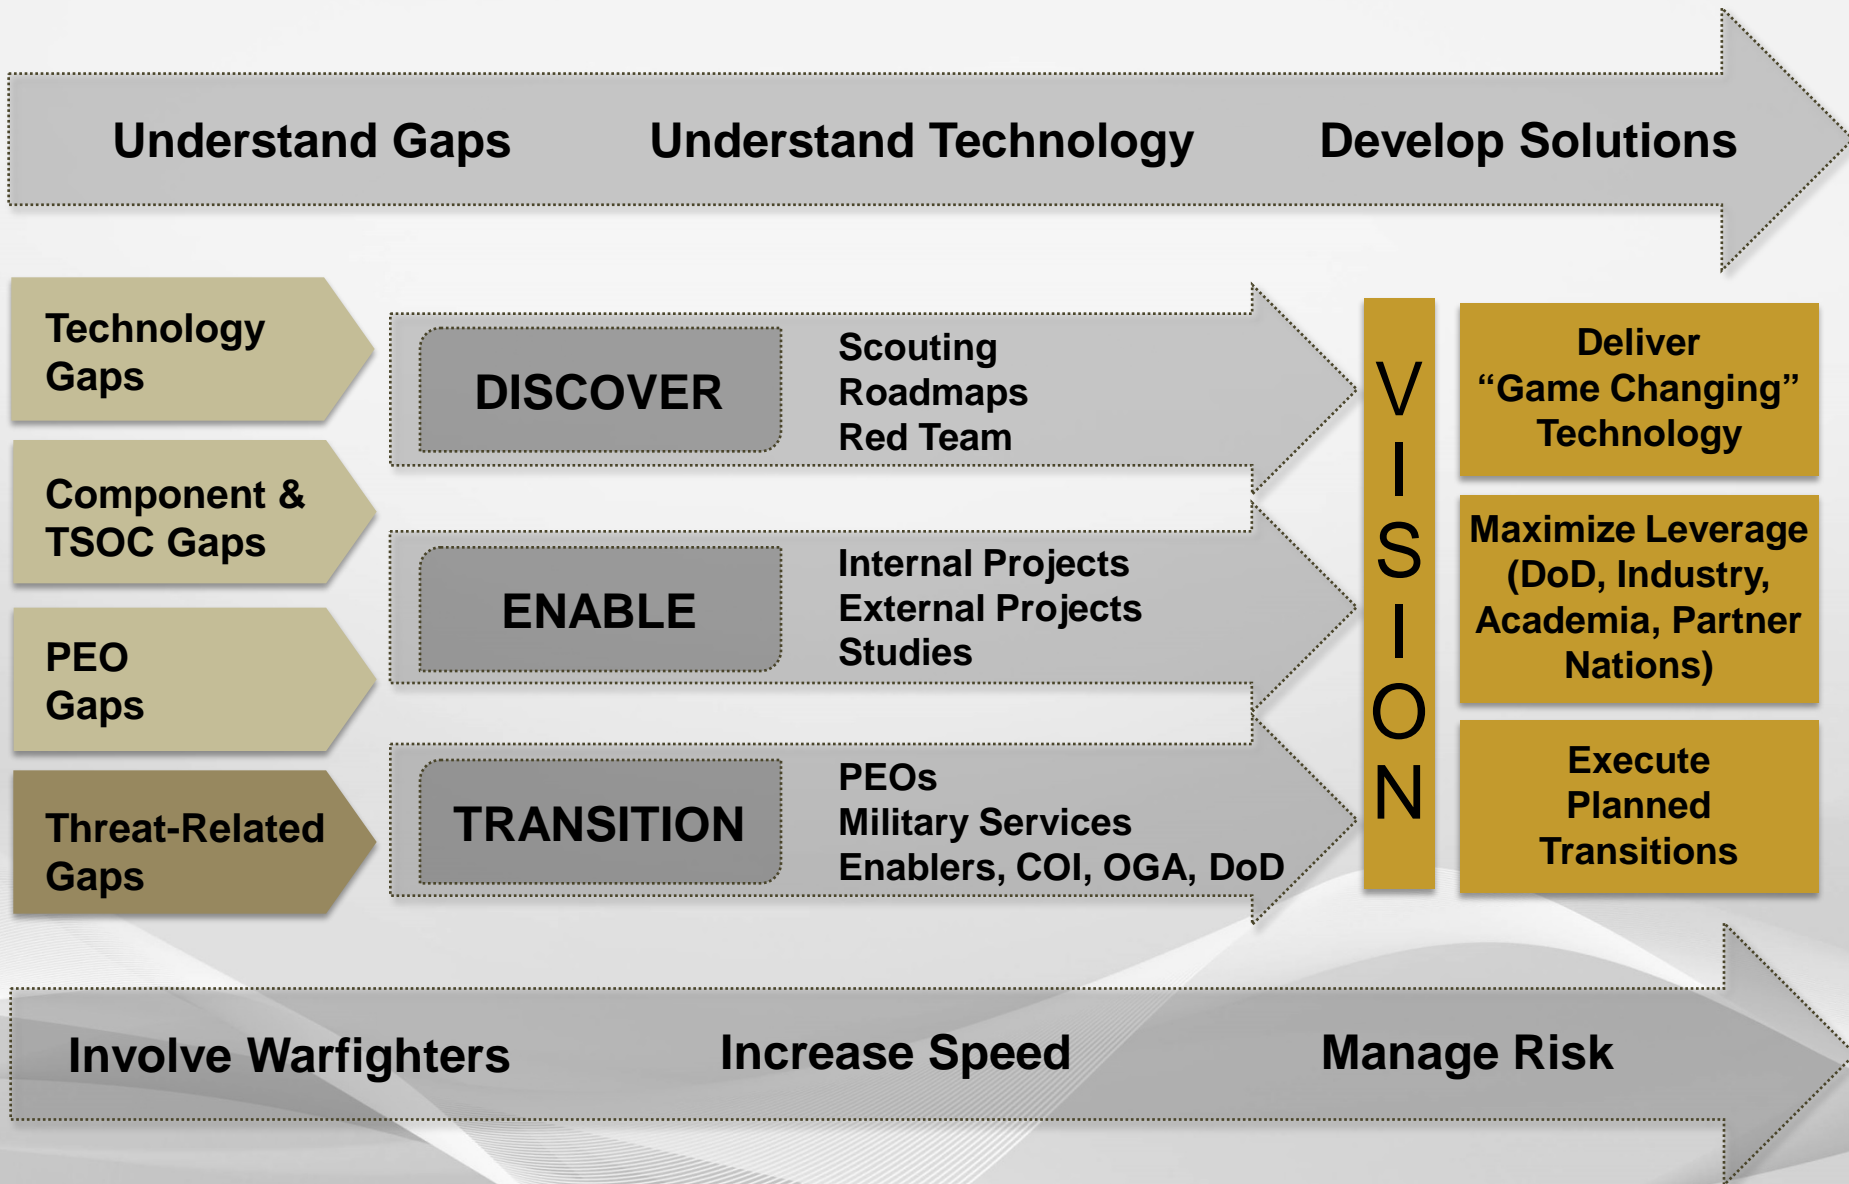 Understand Gaps
Understand Technology
Develop Solutions
Technology
Gaps
Component &
TSOC Gaps
PEO
Gaps
Threat-Related
Gaps
DISCOVER
Scouting
Roadmaps
Red Team
ENABLE
Internal Projects
External Projects
Studies
TRANSITION
PEOs
Military Services
Enablers, COI, OGA, DoD
VISION
Deliver
“Game Changing”
Technology
Maximize Leverage
(DoD, Industry,
Academia, Partner
Nations)
Execute
Planned
Transitions
Involve Warfighters
Increase Speed
Manage Risk